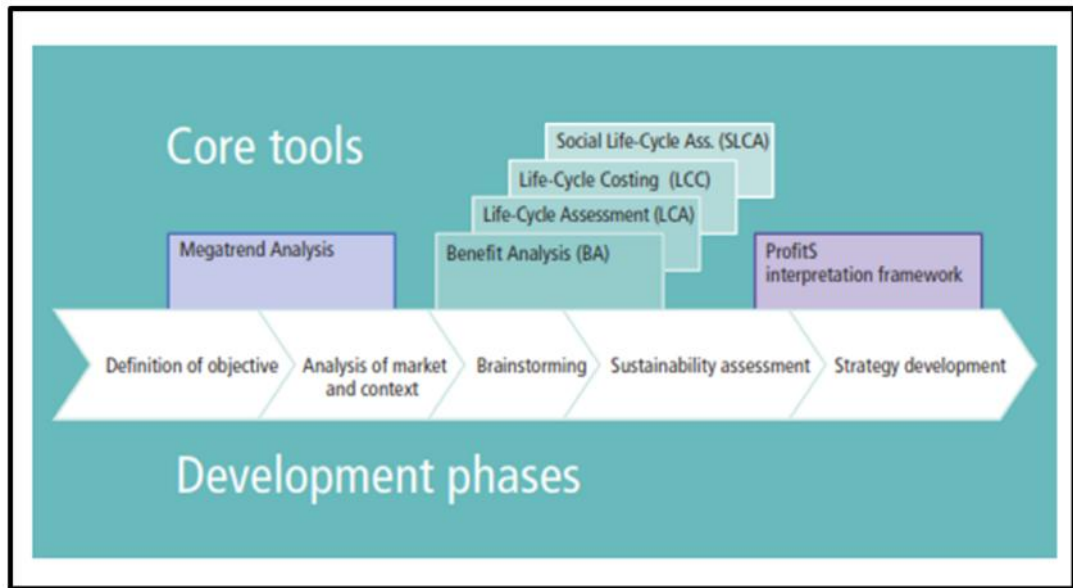 Core tools
Social Life-Cycle Ass. (SLCA)
Life-Cycle Costing (LCC)
Life-Cycle Assessment (LCA)
Megatrend Analysis
Benefit Analysis (BA)
ProfitS
interpretation framework
Definition of objective
Analysis of market
and context
Brainstorming
Sustainability assessment
Strategy development
Development phases